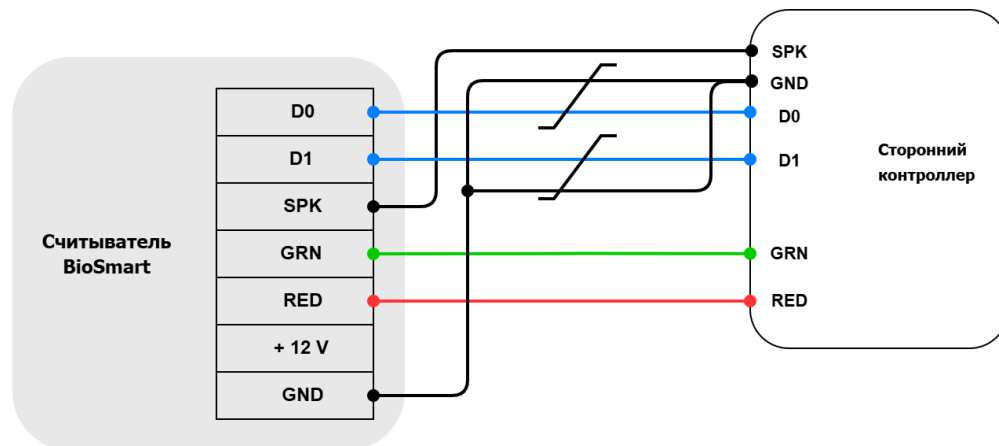 Считыватель
BioSmart
D0
D1
SPK
GRN
RED
+ 12 V
GND
SPK
GND
D0
D1
GRN
RED
Сторонний
контроллер